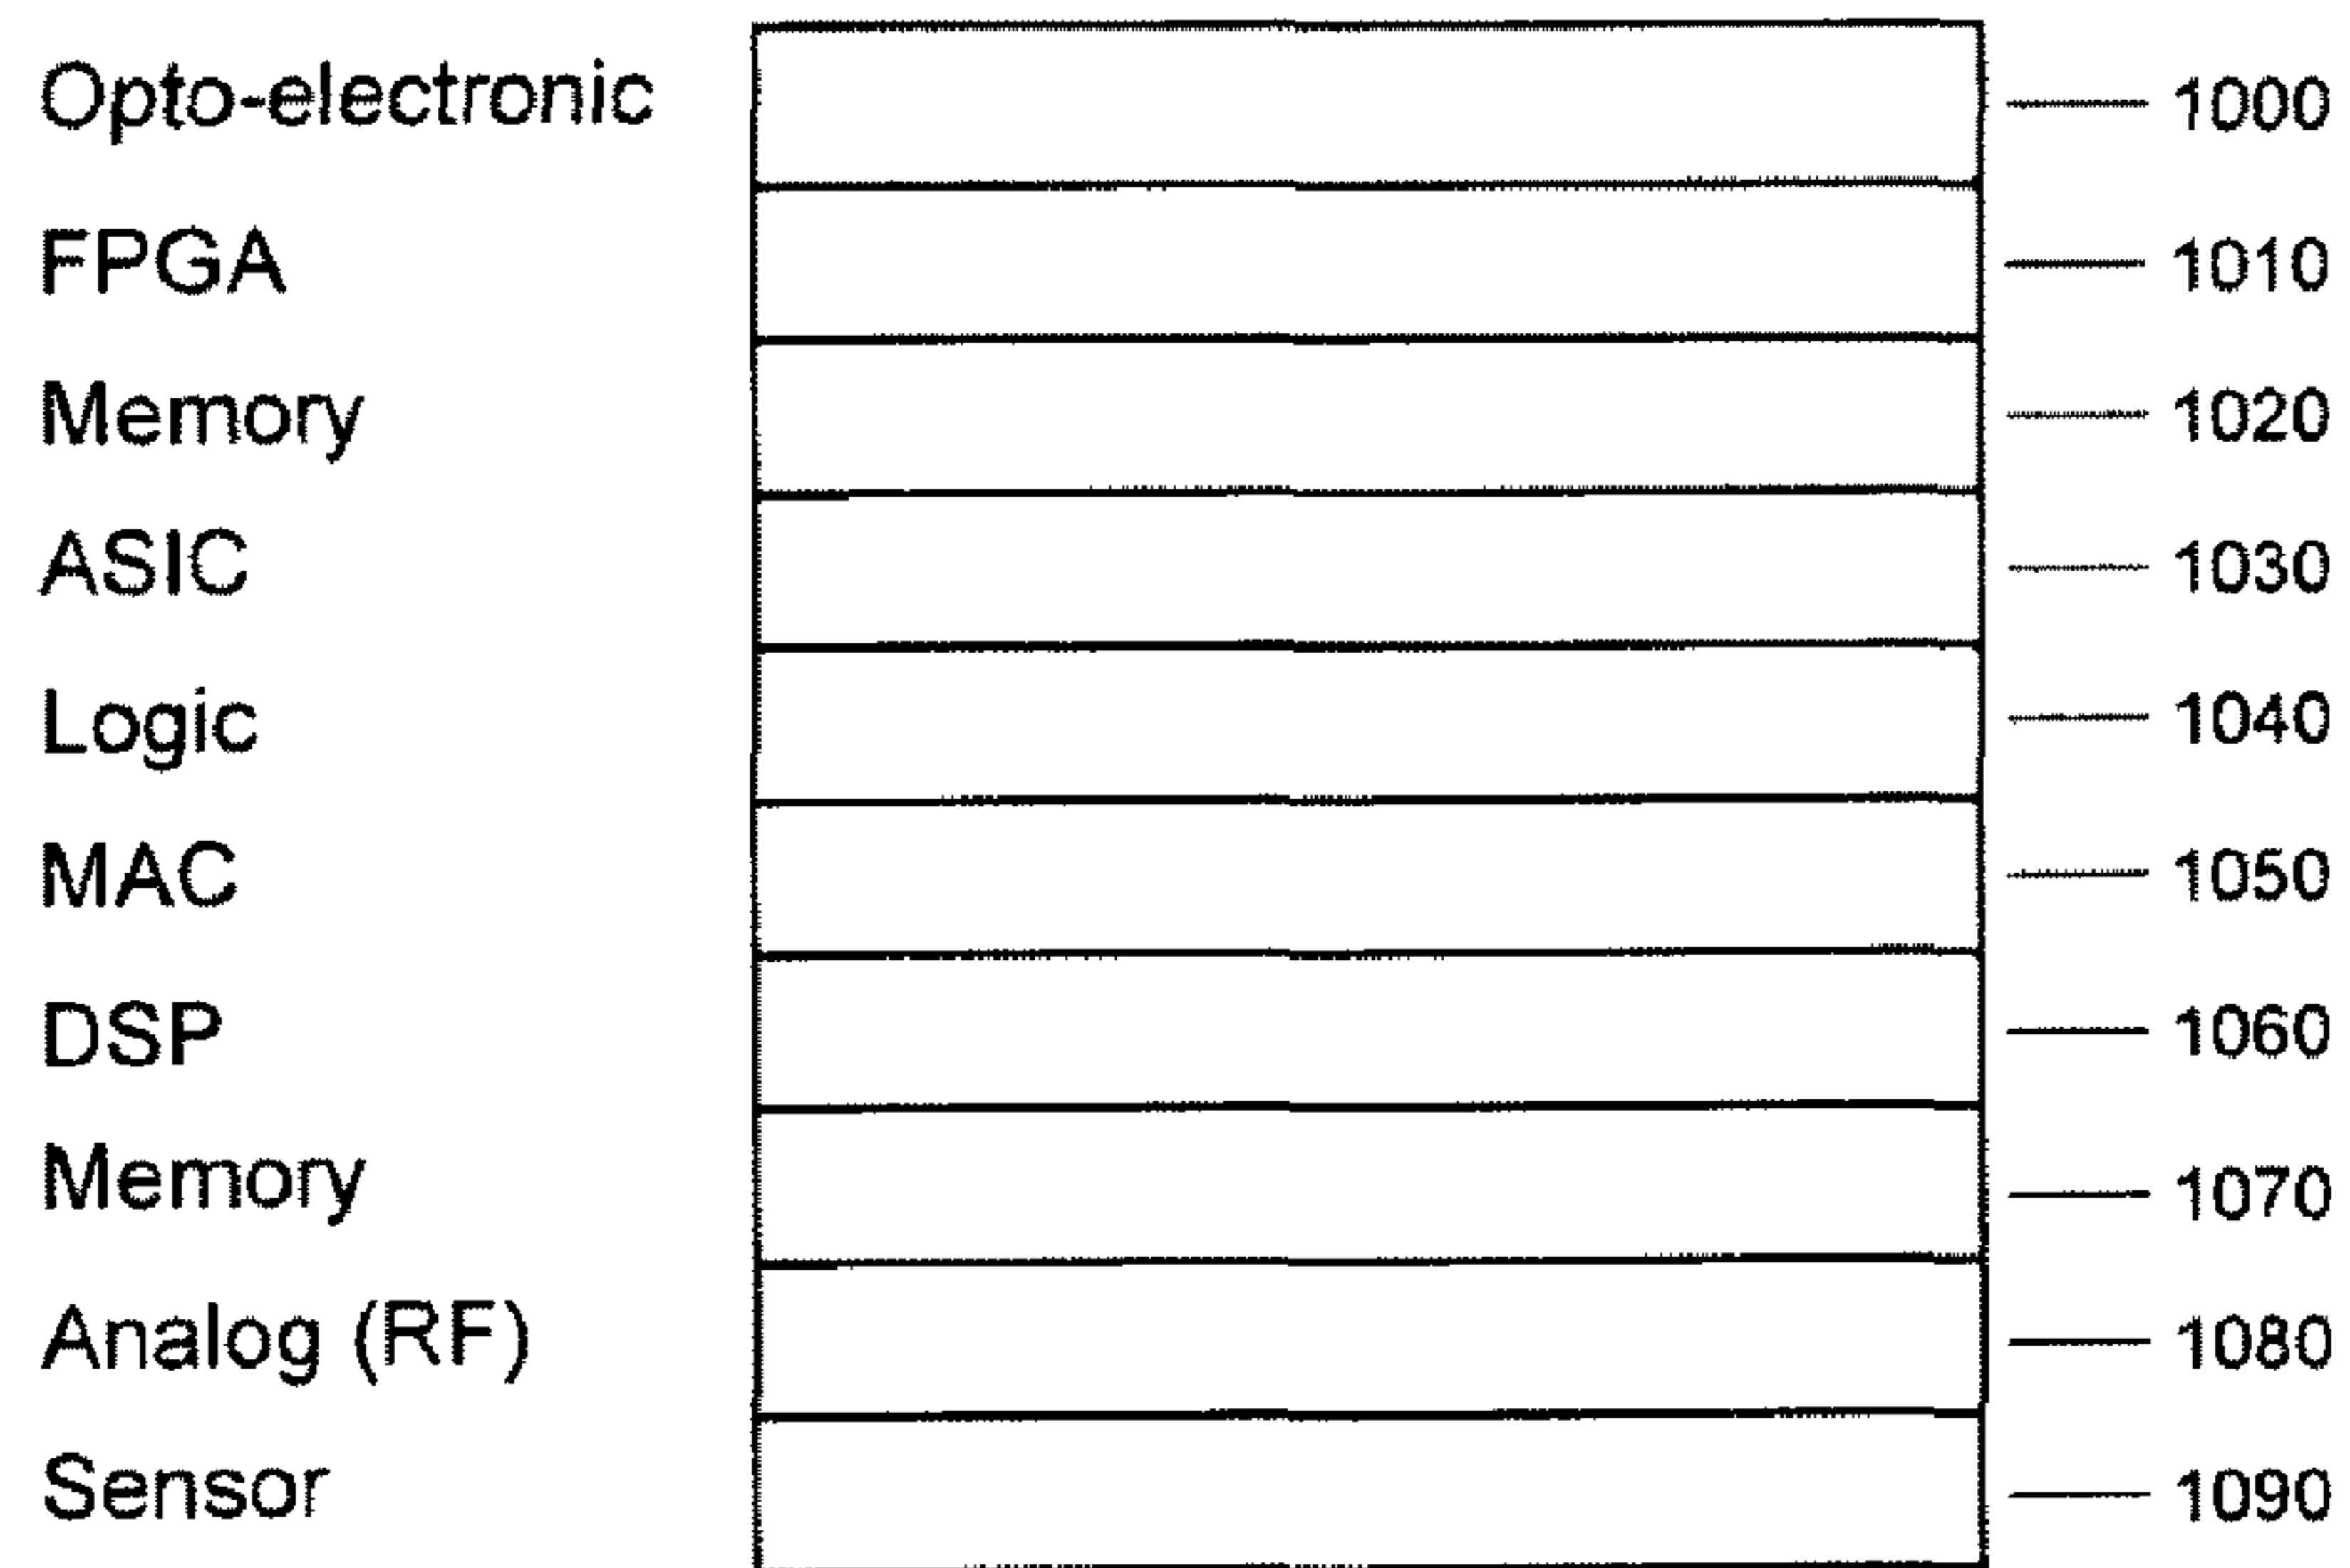 Opto-electronic 1000
FPGA 1010
Memory 1020
ASIC 1030
Logic 1040
MAC 1050
DSP 1060
Memory 1070
Analog (RF) 1080
Sensor 1090